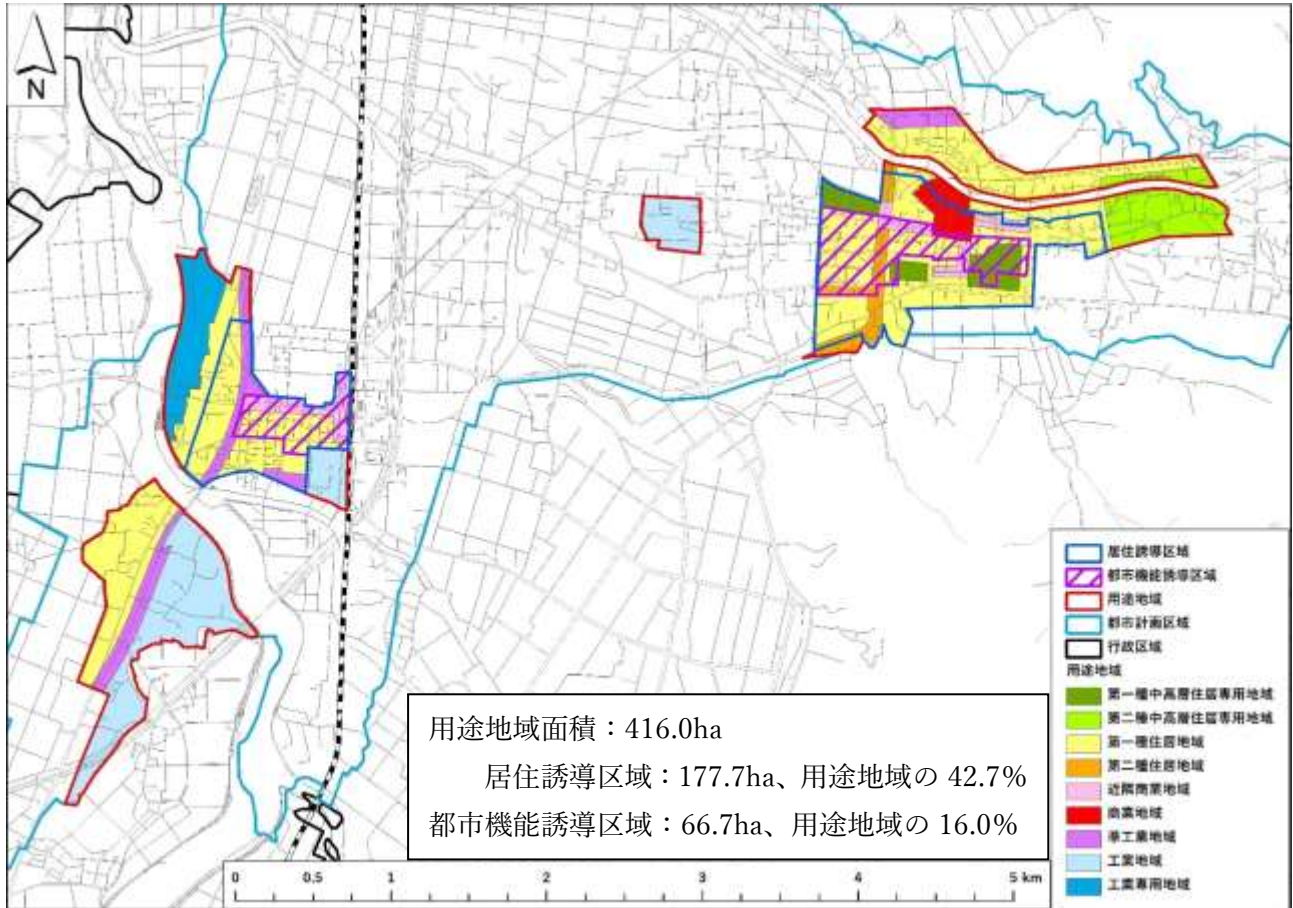 N
居住誘導区域
都市機能誘導区域
用途地域
都市計画区域
行政区域
用途地域
第一種中高層住居専用地域
第二種中高層住居専用地域
第一種住居地域
第二種住居地域
近隣商業地域
商業地域
準工業地域
工業地域
工業専用地域
用途地域面積：416.0ha
居住誘導区域：177.7ha、用途地域の 42.7%
都市機能誘導区域：66.7ha、用途地域の 16.0%
0 0.5 1 2 3 4 5 km